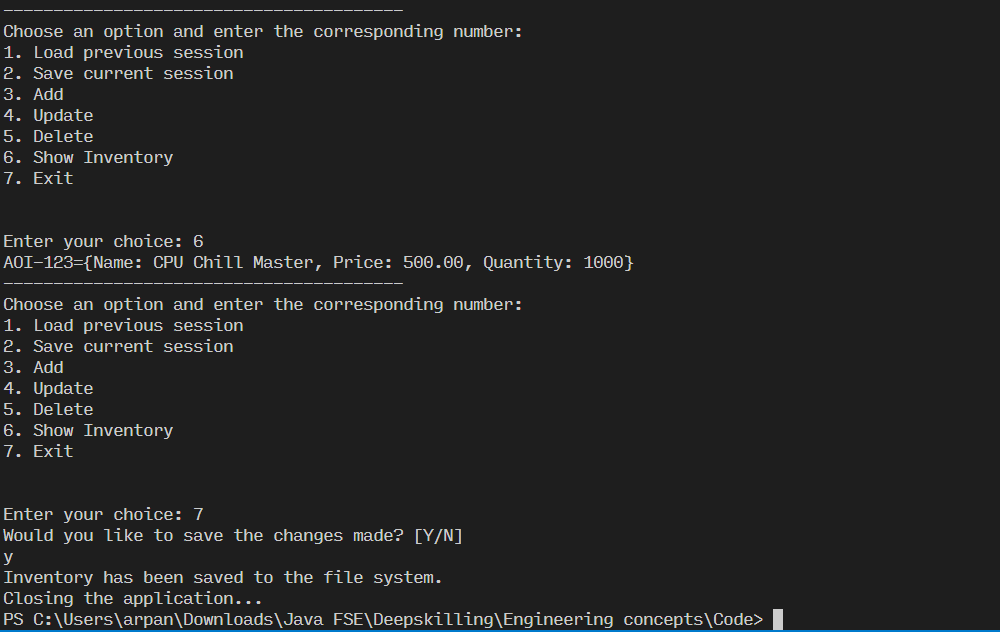 ----------------------------------------
Choose an option and enter the corresponding number:
1. Load previous session
2. Save current session
3. Add
4. Update
5. Delete
6. Show Inventory
7. Exit
Enter your choice: 6
AOI-123={Name: CPU Chill Master, Price: 500.00, Quantity: 1000}
----------------------------------------
Choose an option and enter the corresponding number:
1. Load previous session
2. Save current session
3. Add
4. Update
5. Delete
6. Show Inventory
7. Exit
Enter your choice: 7
Would you like to save the changes made? [Y/N]
y
Inventory has been saved to the file system.
Closing the application...
PS C:\Users\arpan\Downloads\Java FSE\Deepskilling\Engineering concepts\Code>